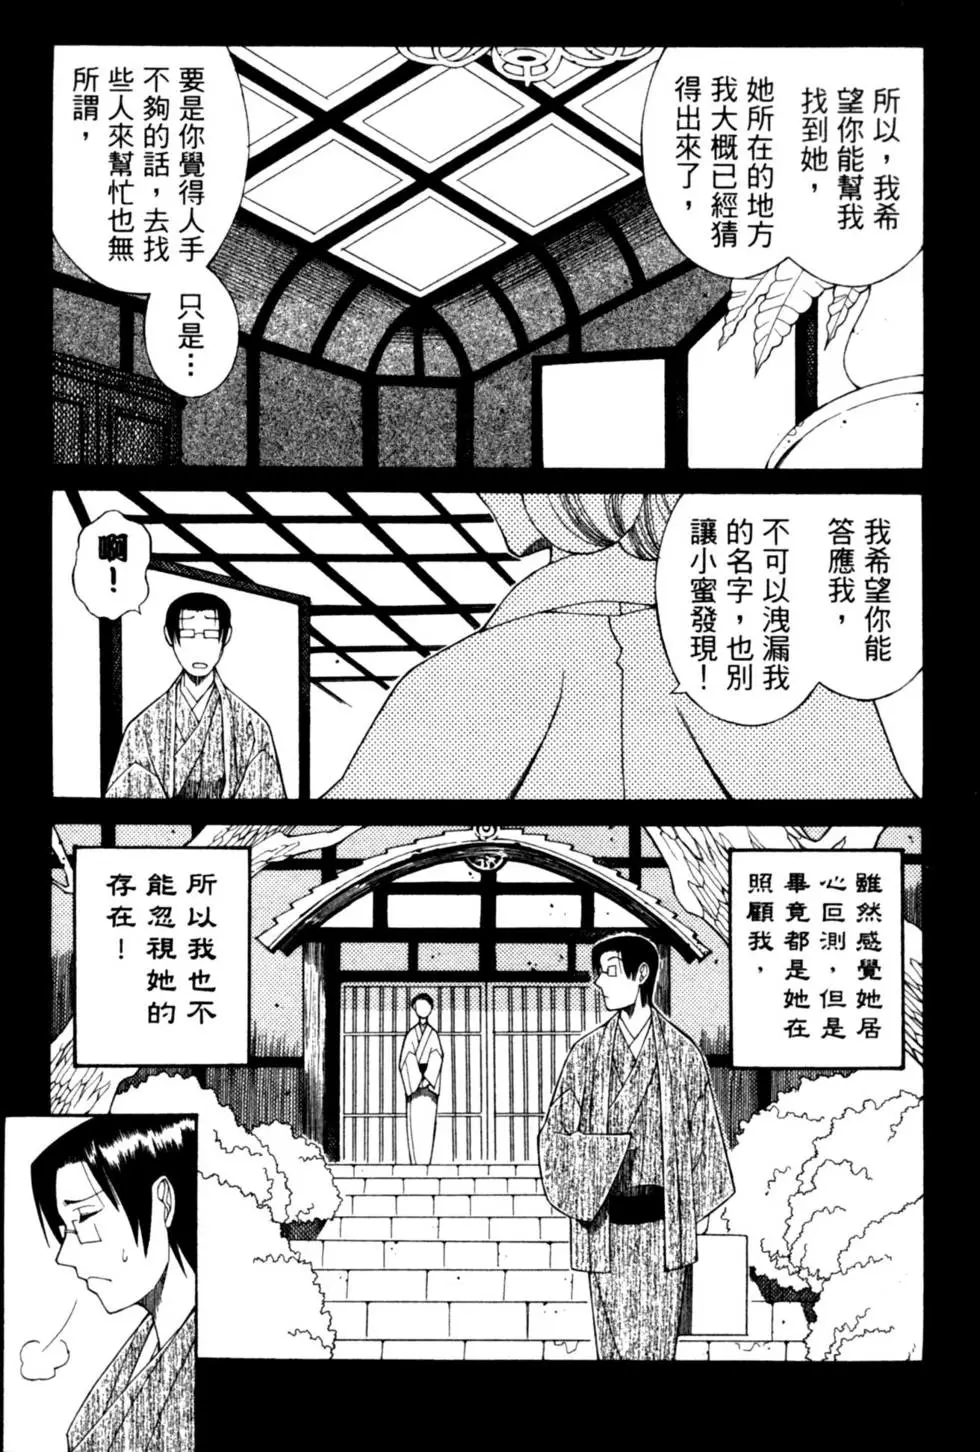 所以，我希
望你能幫我
找到她，
她所在的地方
我大概已經猜
得出來了，
要是你覺得人手
不夠的話，去找
些人來幫忙也無
所謂，
只是…
我希望你能
答應我，
不可以洩漏我
的名字，也別
讓小蜜發現！
啊！
雖然感覺她居
心叵測，但是
畢竟都是她在
照顧我，
所以我也不
能忽視她的
存在！